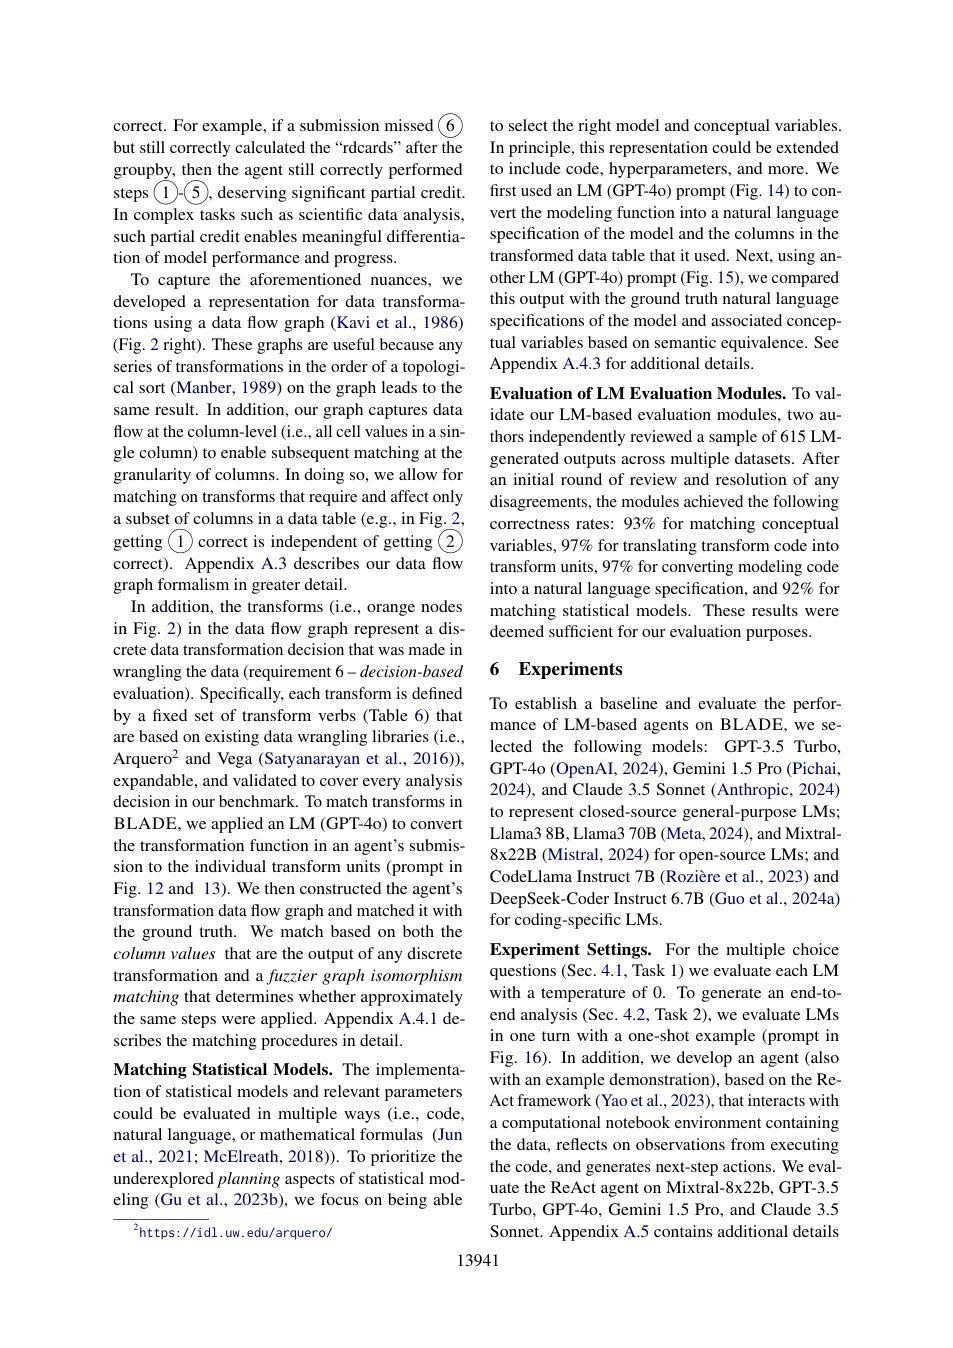 correct. For example, if a submission missed 6
but still correctly calculated the “rdcards” after the
groupby, then the agent still correctly performed
steps 1-5, deserving significant partial credit.
In complex tasks such as scientific data analysis,
such partial credit enables meaningful differentia-
tion of model performance and progress.
To capture the aforementioned nuances, we
developed a representation for data transforma-
tions using a data flow graph (Kavi et al., 1986)
(Fig. 2 right). These graphs are useful because any
series of transformations in the order of a topologi-
cal sort (Manber, 1989) on the graph leads to the
same result. In addition, our graph captures data
flow at the column-level (i.e., all cell values in a sin-
gle column) to enable subsequent matching at the
granularity of columns. In doing so, we allow for
matching on transforms that require and affect only
a subset of columns in a data table (e.g., in Fig. 2,
getting 1 correct is independent of getting 2
correct). Appendix A.3 describes our data flow
graph formalism in greater detail.
In addition, the transforms (i.e., orange nodes
in Fig. 2) in the data flow graph represent a dis-
crete data transformation decision that was made in
wrangling the data (requirement 6 – decision-based
evaluation). Specifically, each transform is defined
by a fixed set of transform verbs (Table 6) that
are based on existing data wrangling libraries (i.e.,
Arquero2 and Vega (Satyanarayan et al., 2016)),
expandable, and validated to cover every analysis
decision in our benchmark. To match transforms in
BLADE, we applied an LM (GPT-4o) to convert
the transformation function in an agent’s submis-
sion to the individual transform units (prompt in
Fig. 12 and 13). We then constructed the agent’s
transformation data flow graph and matched it with
the ground truth. We match based on both the
column values that are the output of any discrete
transformation and a fuzzier graph isomorphism
matching that determines whether approximately
the same steps were applied. Appendix A.4.1 de-
scribes the matching procedures in detail.
Matching Statistical Models. The implementa-
tion of statistical models and relevant parameters
could be evaluated in multiple ways (i.e., code,
natural language, or mathematical formulas (Jun
et al., 2021; McElreath, 2018)). To prioritize the
underexplored planning aspects of statistical mod-
eling (Gu et al., 2023b), we focus on being able
2https://idl.uw.edu/arquero/
to select the right model and conceptual variables.
In principle, this representation could be extended
to include code, hyperparameters, and more. We
first used an LM (GPT-4o) prompt (Fig. 14) to con-
vert the modeling function into a natural language
specification of the model and the columns in the
transformed data table that it used. Next, using an-
other LM (GPT-4o) prompt (Fig. 15), we compared
this output with the ground truth natural language
specifications of the model and associated concep-
tual variables based on semantic equivalence. See
Appendix A.4.3 for additional details.
Evaluation of LM Evaluation Modules. To val-
idate our LM-based evaluation modules, two au-
thors independently reviewed a sample of 615 LM-
generated outputs across multiple datasets. After
an initial round of review and resolution of any
disagreements, the modules achieved the following
correctness rates: 93% for matching conceptual
variables, 97% for translating transform code into
transform units, 97% for converting modeling code
into a natural language specification, and 92% for
matching statistical models. These results were
deemed sufficient for our evaluation purposes.
6 Experiments
To establish a baseline and evaluate the perfor-
mance of LM-based agents on BLADE, we se-
lected the following models: GPT-3.5 Turbo,
GPT-4o (OpenAI, 2024), Gemini 1.5 Pro (Pichai,
2024), and Claude 3.5 Sonnet (Anthropic, 2024)
to represent closed-source general-purpose LMs;
Llama3 8B, Llama3 70B (Meta, 2024), and Mixtral-
8x22B (Mistral, 2024) for open-source LMs; and
CodeLlama Instruct 7B (Rozière et al., 2023) and
DeepSeek-Coder Instruct 6.7B (Guo et al., 2024a)
for coding-specific LMs.
Experiment Settings. For the multiple choice
questions (Sec. 4.1, Task 1) we evaluate each LM
with a temperature of 0. To generate an end-to-
end analysis (Sec. 4.2, Task 2), we evaluate LMs
in one turn with a one-shot example (prompt in
Fig. 16). In addition, we develop an agent (also
with an example demonstration), based on the Re-
Act framework (Yao et al., 2023), that interacts with
a computational notebook environment containing
the data, reflects on observations from executing
the code, and generates next-step actions. We eval-
uate the ReAct agent on Mixtral-8x22b, GPT-3.5
Turbo, GPT-4o, Gemini 1.5 Pro, and Claude 3.5
Sonnet. Appendix A.5 contains additional details
13941